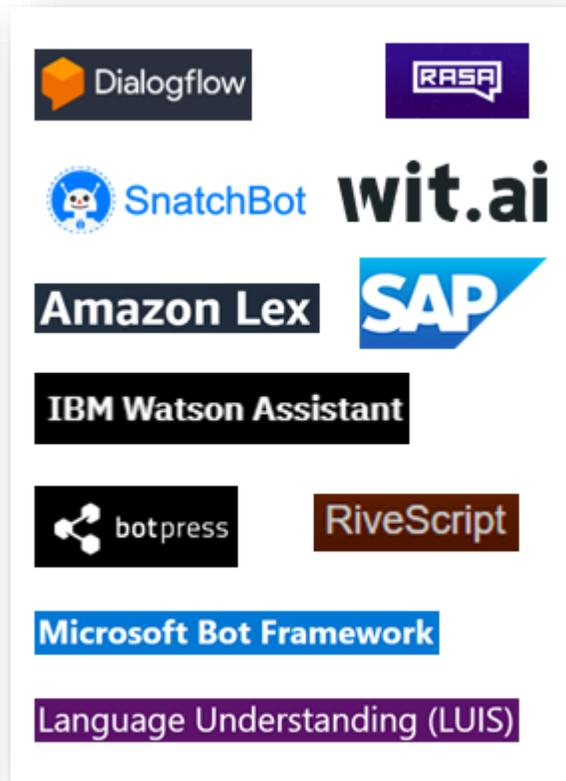 Dialogflow
RASA
SnatchBot
wit.ai
Amazon Lex
SAP
IBM Watson Assistant
botpress
RiveScript
Microsoft Bot Framework
Language Understanding (LUIS)